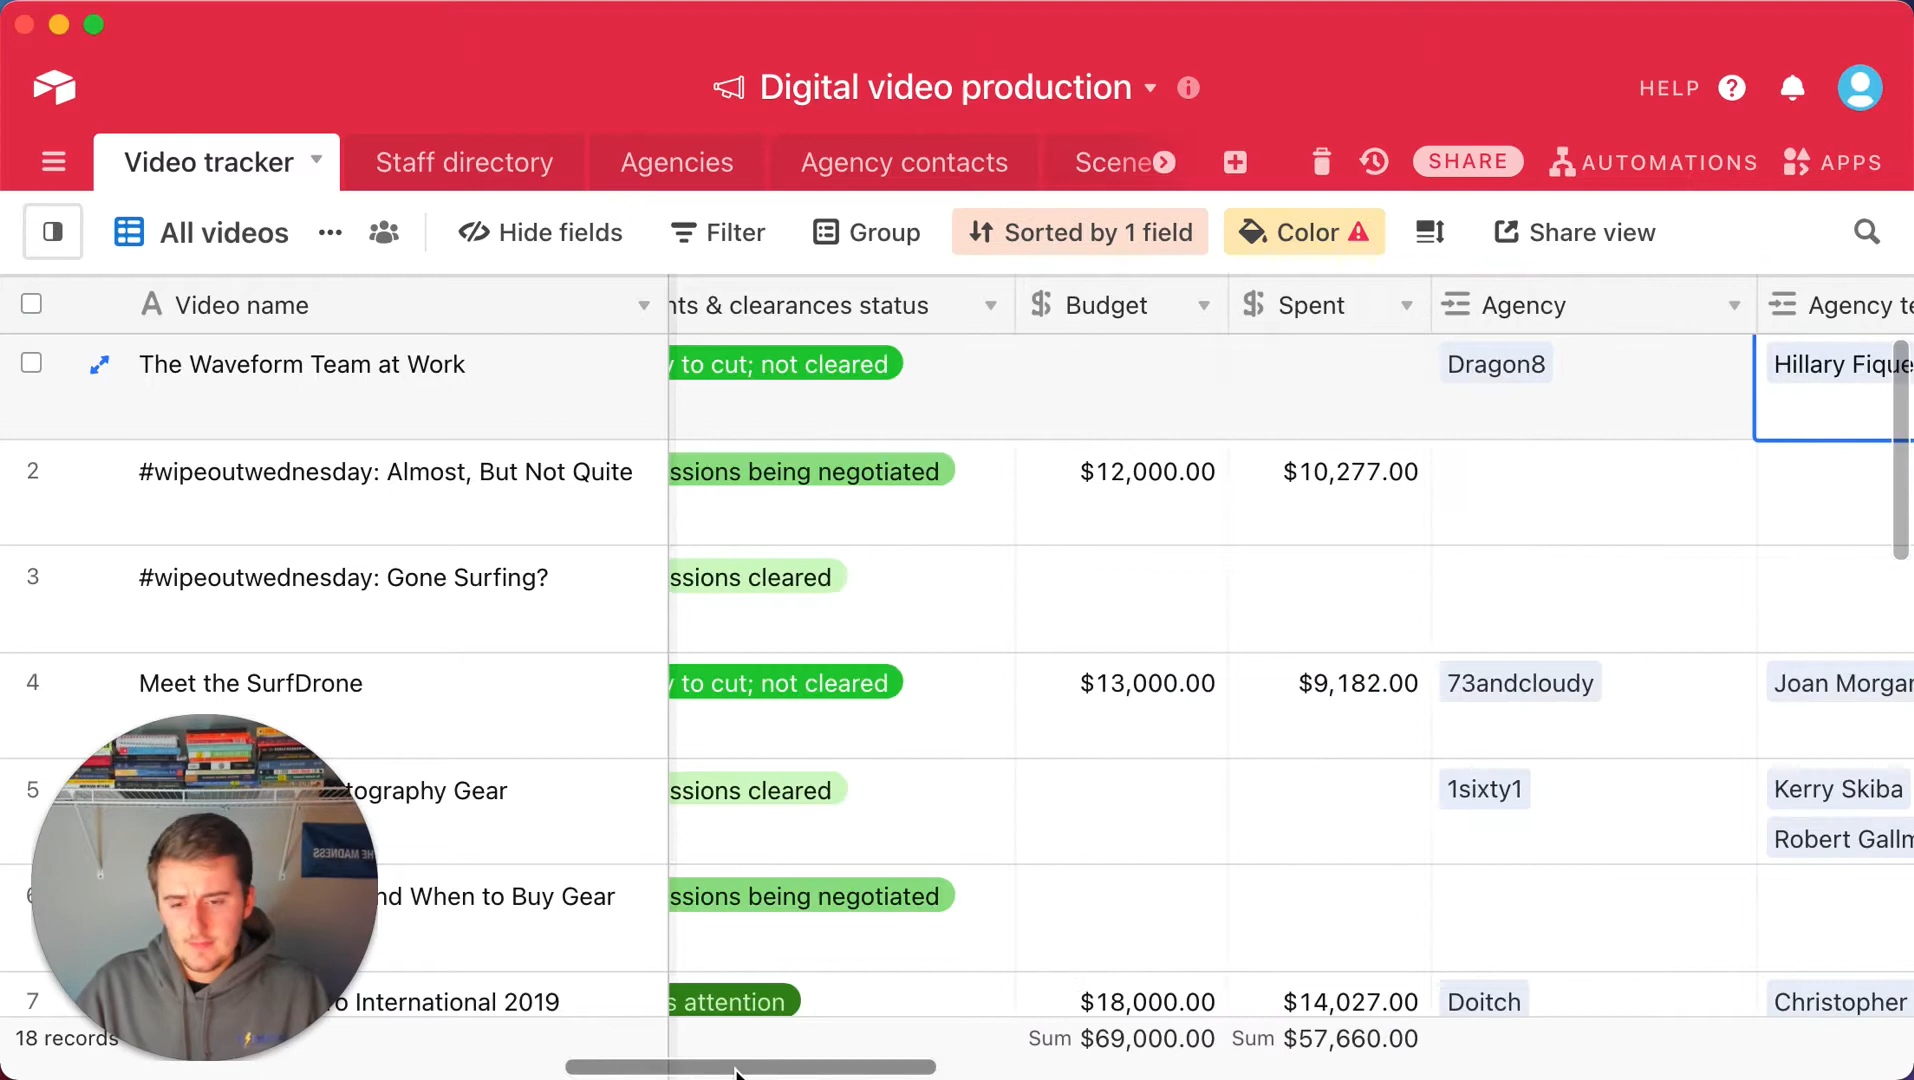 Digital video production
HELP
Video tracker
Staff directory
Agencies
Agency contacts
Scene
SHARE
AUTOMATIONS
APPS
All videos
Hide fields
Filter
Group
Sorted by 1 field
Color
Share view
Video name
nts & clearances status
Budget
Spent
Agency
Agency te
The Waveform Team at Work
y to cut; not cleared
Dragon8
Hillary Fique
2
#wipeoutwednesday: Almost, But Not Quite
ssions being negotiated
$12,000.00
$10,277.00
3
#wipeoutwednesday: Gone Surfing?
ssions cleared
4
Meet the SurfDrone
y to cut; not cleared
$13,000.00
$9,182.00
73andcloudy
Joan Morgan
5
tography Gear
ssions cleared
1sixty1
Kerry Skiba
Robert Gallm
nd When to Buy Gear
ssions being negotiated
7
o International 2019
s attention
$18,000.00
$14,027.00
Doitch
Christopher
18 records
Sum $69,000.00
Sum $57,660.00
THE MADNESS